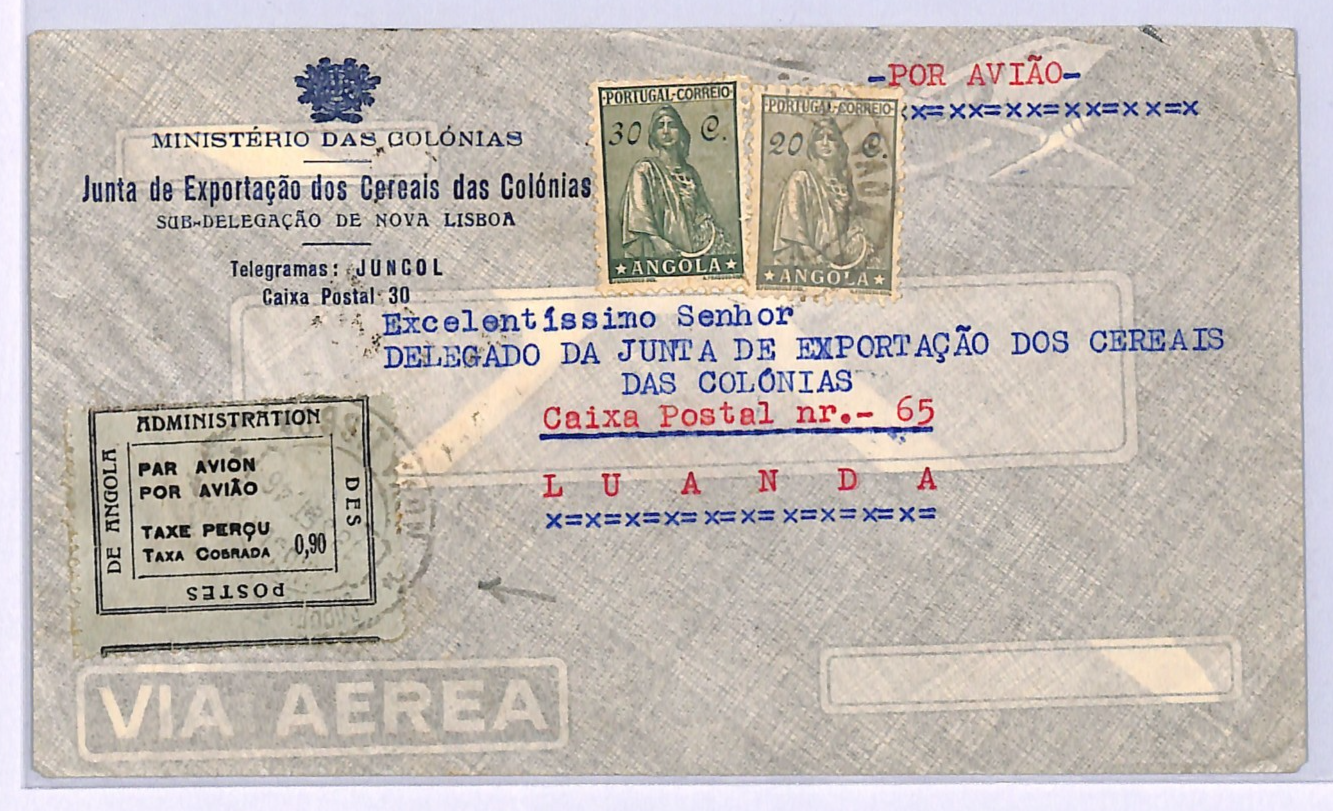 -POR AVIÃO-
x=xx=xx=xx=xx=x
MINISTÉRIO DAS COLÓNIAS
Junta de Exportação dos Cereais das Colónias
SUB-DELEGAÇÃO DE NOVA LISBOA
Telegramas: JUNCOL
Caixa Postal 30
PORTUGAL-CORREIO
30 C.
★ANGOLA★
PORTUGAL-CORREIO
20 C.
★ANGOLA★
Excelentíssimo Senhor
DELEGADO DA JUNTA DE EXPORTAÇÃO DOS CEREAIS
DAS COLÓNIAS
Caixa Postal nr.- 65
L U A N D A
x=x=x=x=x=x=x=x=x=x=
ADMINISTRATION
DES
POSTES
DE ANGOLA
PAR AVION
POR AVIÃO
TAXE PERÇU
TAXA COBRADA 0,90
VIA AEREA